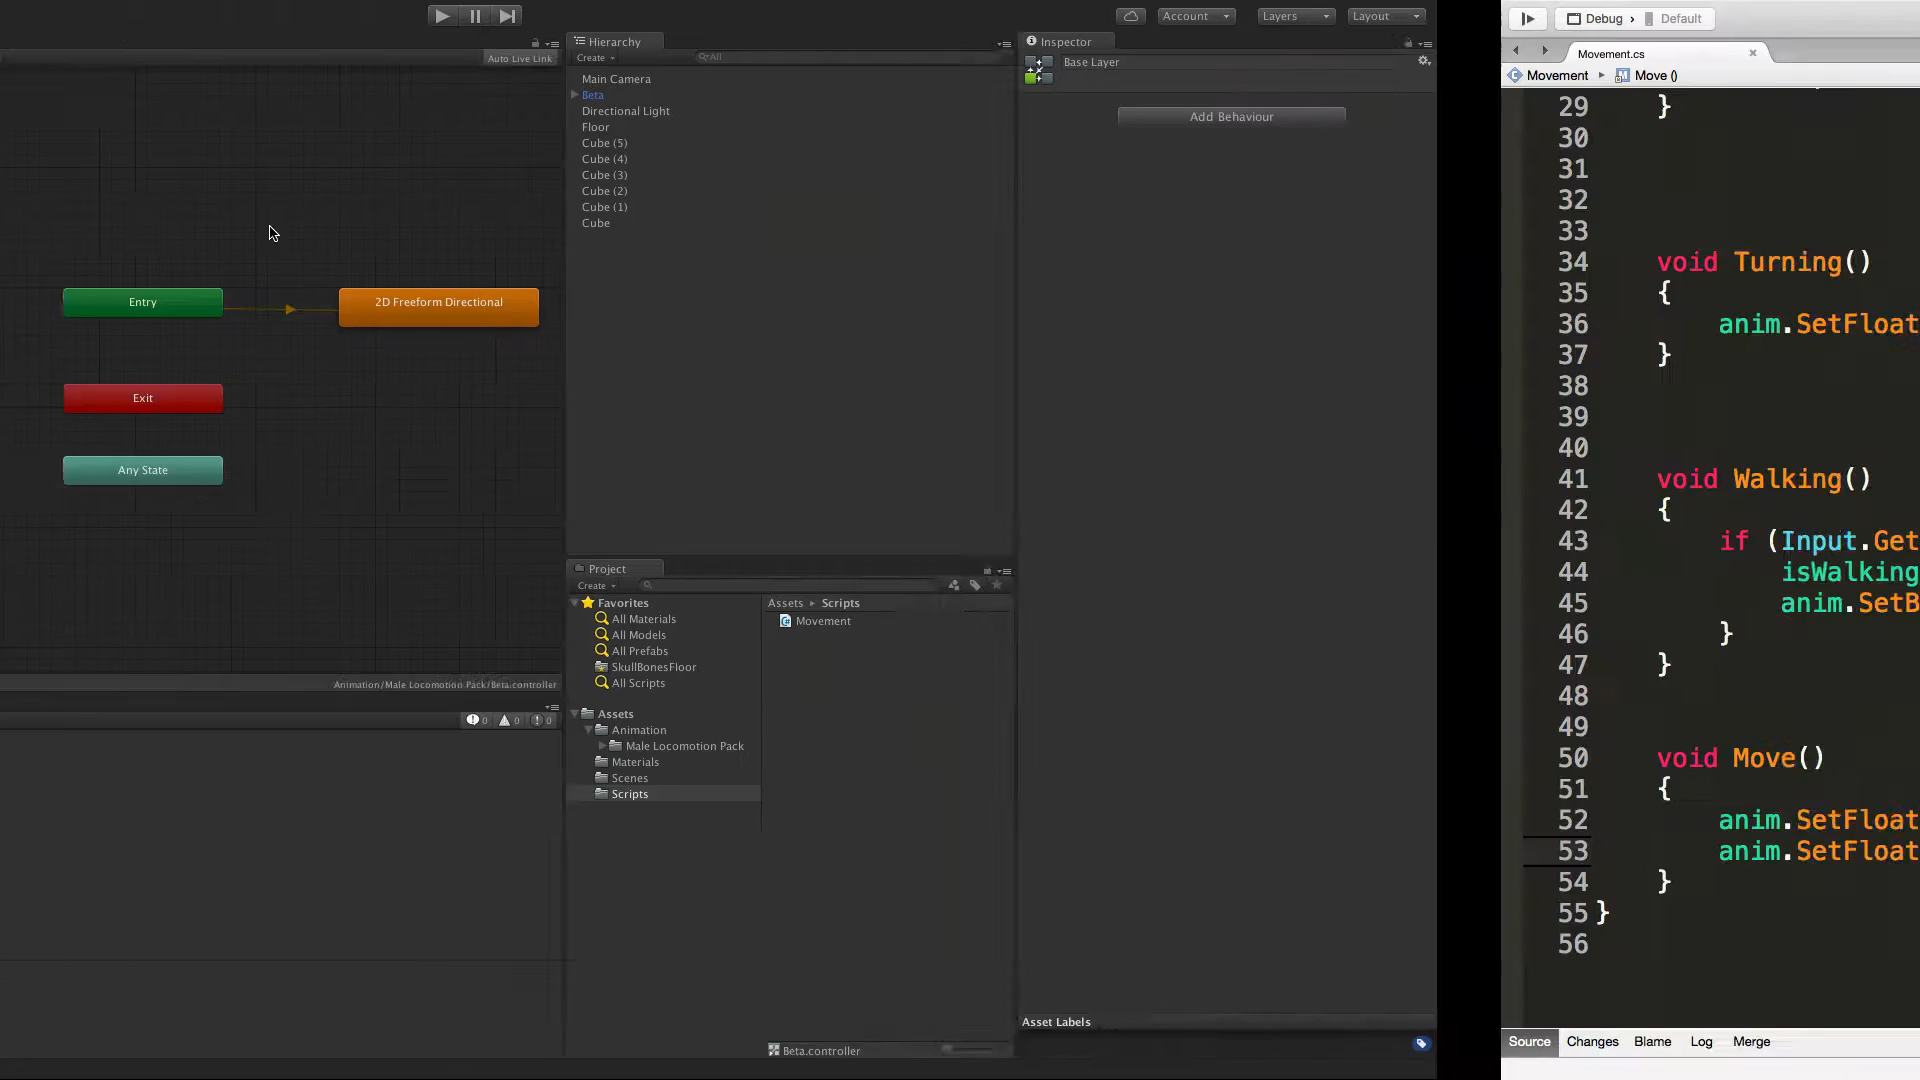 Account
Layers
Layout
Auto Live Link
Entry
2D Freeform Directional
Exit
Any State
Animation/Male Locomotion Pack/Beta.controller
0
0
0
Hierarchy
Create
All
Main Camera
Beta
Directional Light
Floor
Cube (5)
Cube (4)
Cube (3)
Cube (2)
Cube (1)
Cube
Project
Create
Favorites
All Materials
All Models
All Prefabs
SkullBonesFloor
All Scripts
Assets
Animation
Male Locomotion Pack
Materials
Scenes
Scripts
Assets ▸ Scripts
Movement
Beta.controller
Inspector
Base Layer
Add Behaviour
Asset Labels
Debug › Default
Movement.cs
Movement ▸ Move ()
29 }
30
31
32
33
34 void Turning()
35 {
36 anim.SetFloat
37 }
38
39
40
41 void Walking()
42 {
43 if (Input.Get
44 isWalking
45 anim.SetB
46 }
47 }
48
49
50 void Move()
51 {
52 anim.SetFloat
53 anim.SetFloat
54 }
55 }
56
Source Changes Blame Log Merge